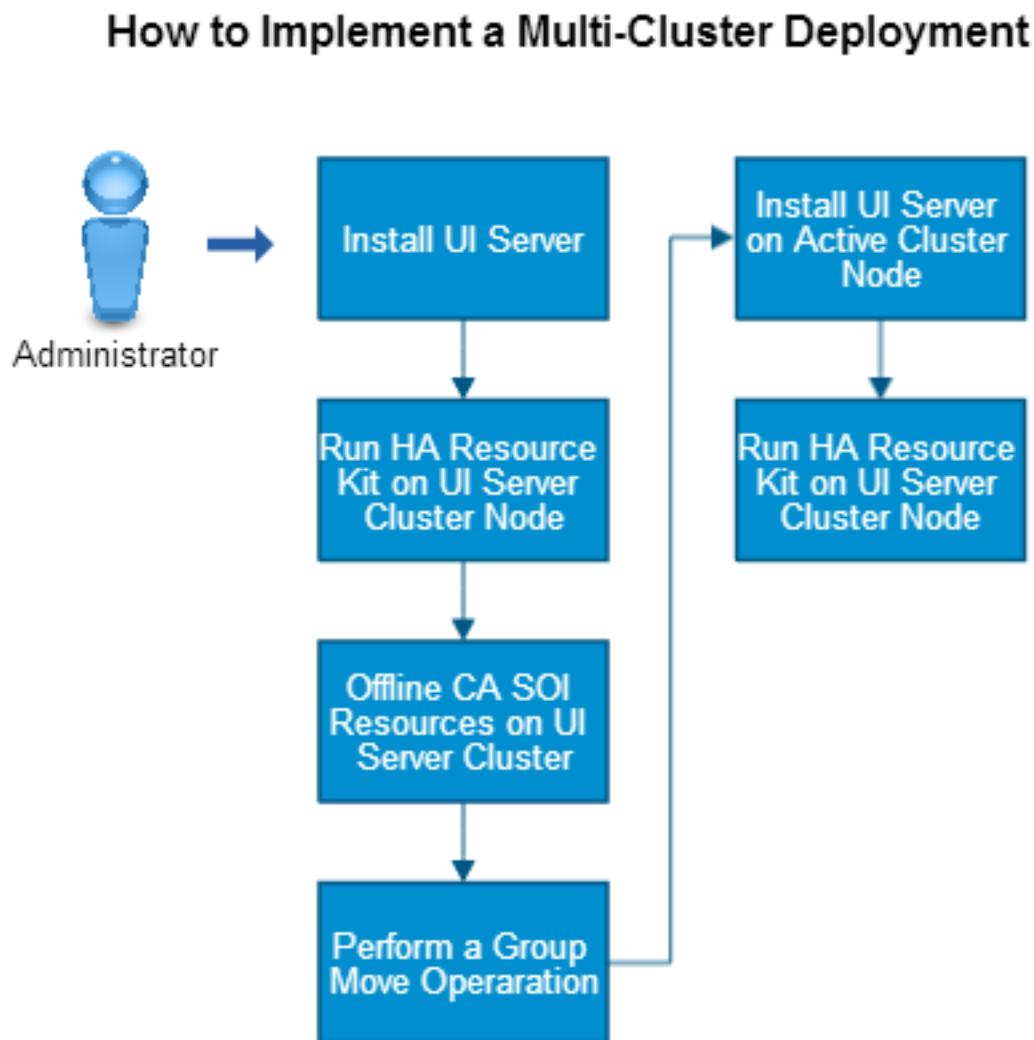 How to Implement a Multi-Cluster Deployment
Administrator
Install UI Server
Run HA Resource
Kit on UI Server
Cluster Node
Offline CA SOI
Resources on UI
Server Cluster
Perform a Group
Move Operaration
Install UI Server
on Active Cluster
Node
Run HA Resource
Kit on UI Server
Cluster Node